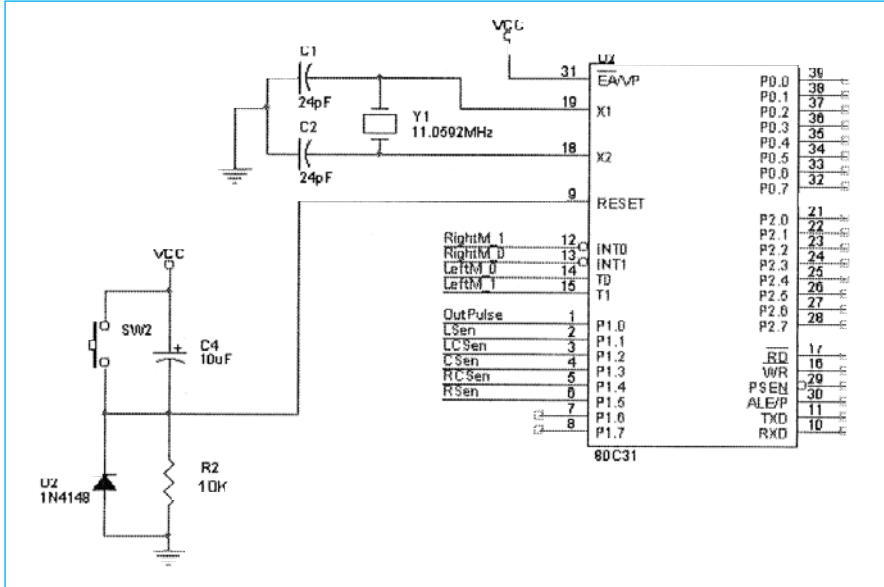 VCC
C1
24pF
Y1
11.0592MHz
C2
24pF
U2
31 EA/VP
19 X1
18 X2
9 RESET
RightM_1 12 INT0
RightM_0 13 INT1
LeftM_0 14 T0
LeftM_1 15 T1
OutPulse 1 P1.0
LSen 2 P1.1
LCSen 3 P1.2
CSen 4 P1.3
RCSen 5 P1.4
RSen 6 P1.5
7 P1.6
8 P1.7
P0.0 39
P0.1 38
P0.2 37
P0.3 36
P0.4 35
P0.5 34
P0.6 33
P0.7 32
P2.0 21
P2.1 22
P2.2 23
P2.3 24
P2.4 25
P2.5 26
P2.6 27
P2.7 28
RD 17
WR 16
PSEN 29
ALE/P 30
TXD 11
RXD 10
80C31
VCC
SW2
C4
10uF
R2
10K
1N4148